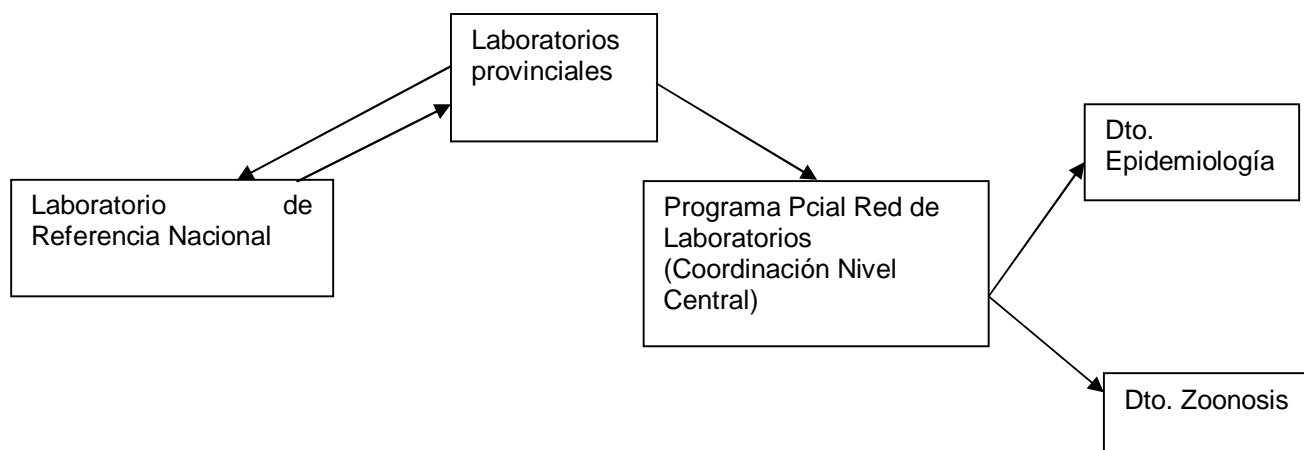 Laboratorios
provinciales
Dto.
Epidemiología
Laboratorio de
Referencia Nacional
Programa Pcial Red de
Laboratorios
(Coordinación Nivel
Central)
Dto. Zoonosis